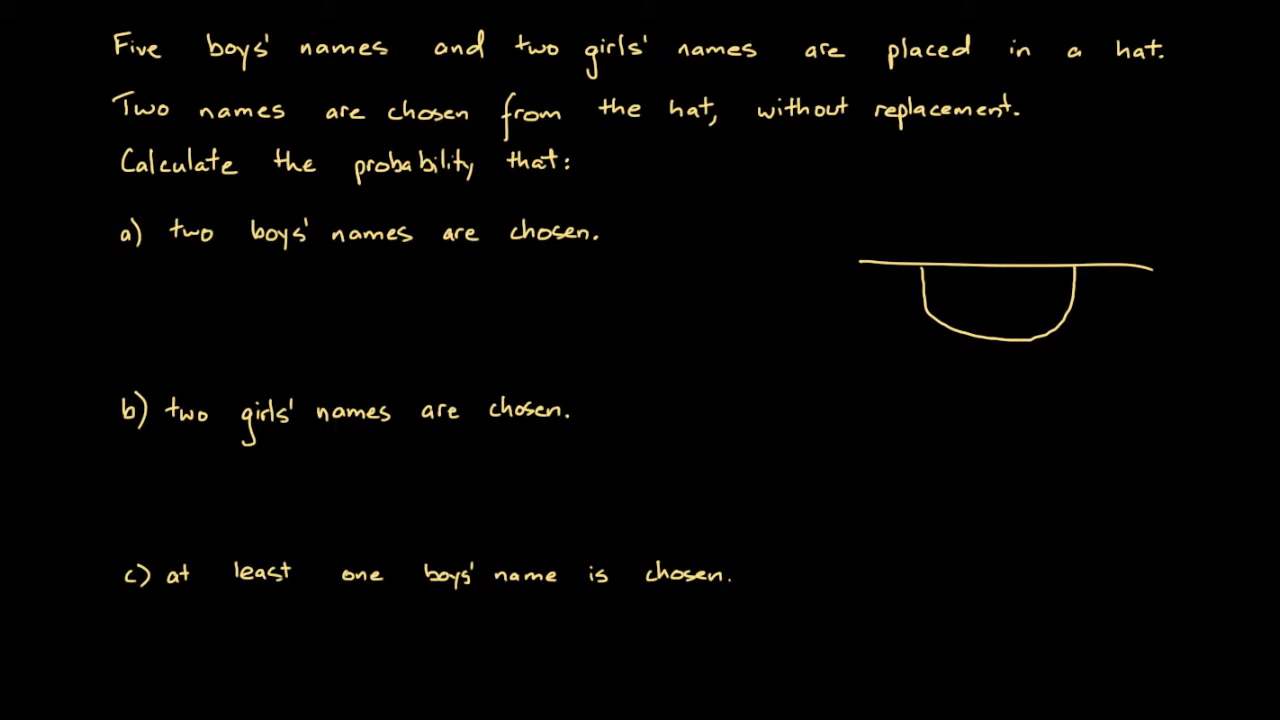 Five boys' names and two girls' names are placed in a hat.
Two names are chosen from the hat, without replacement.
Calculate the probability that:
a) two boys' names are chosen.
b) two girls' names are chosen.
c) at least one boys' name is chosen.